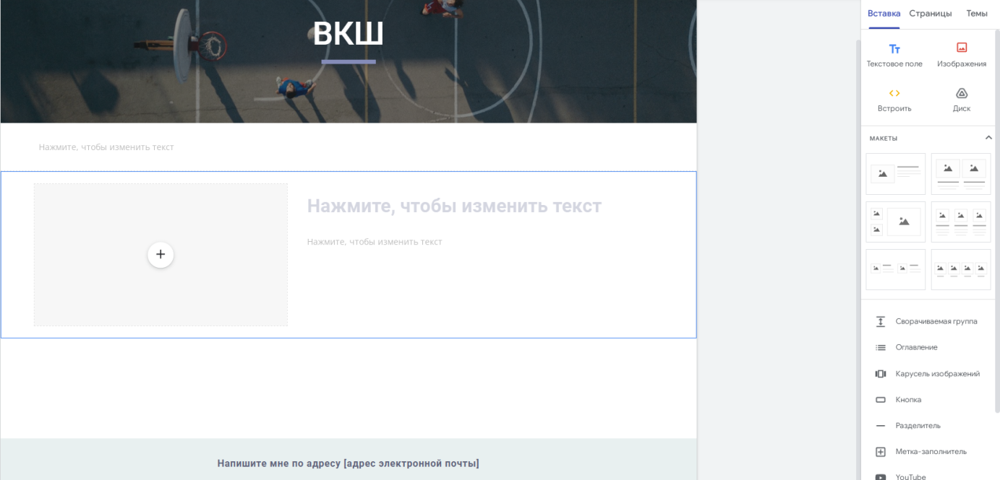 ВКШ
Нажмите, чтобы изменить текст
Нажмите, чтобы изменить текст
Нажмите, чтобы изменить текст
Напишите мне по адресу [адрес электронной почты]
Вставка Страницы Темы
Текстовое поле Изображения
Встроить Диск
МАКЕТЫ
Сворачиваемая группа
Оглавление
Карусель изображений
Кнопка
Разделитель
Метка-заполнитель
YouTube